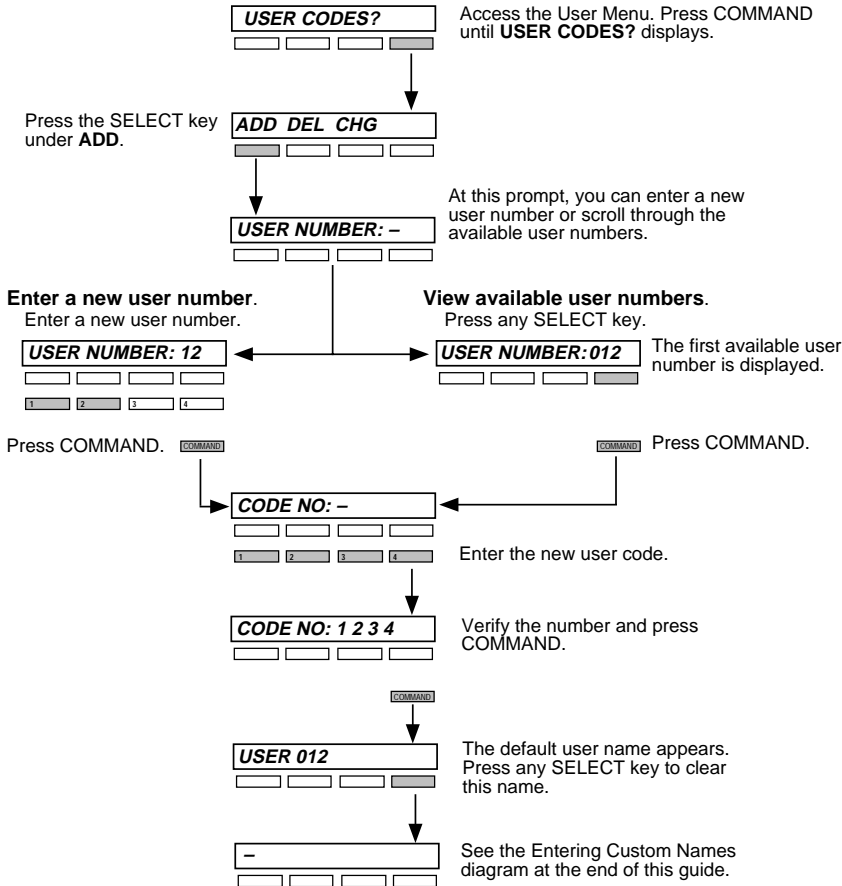 USER CODES?
Access the User Menu. Press COMMAND
until USER CODES? displays.
Press the SELECT key
under ADD.
ADD DEL CHG
At this prompt, you can enter a new
user number or scroll through the
available user numbers.
USER NUMBER: –
Enter a new user number.
Enter a new user number.
USER NUMBER: 12
1 2 3 4
Press COMMAND. COMMAND
View available user numbers.
Press any SELECT key.
USER NUMBER:012
The first available user
number is displayed.
COMMAND Press COMMAND.
CODE NO: –
1 2 3 4
Enter the new user code.
CODE NO: 1 2 3 4
Verify the number and press
COMMAND.
COMMAND
USER 012
The default user name appears.
Press any SELECT key to clear
this name.
–
See the Entering Custom Names
diagram at the end of this guide.